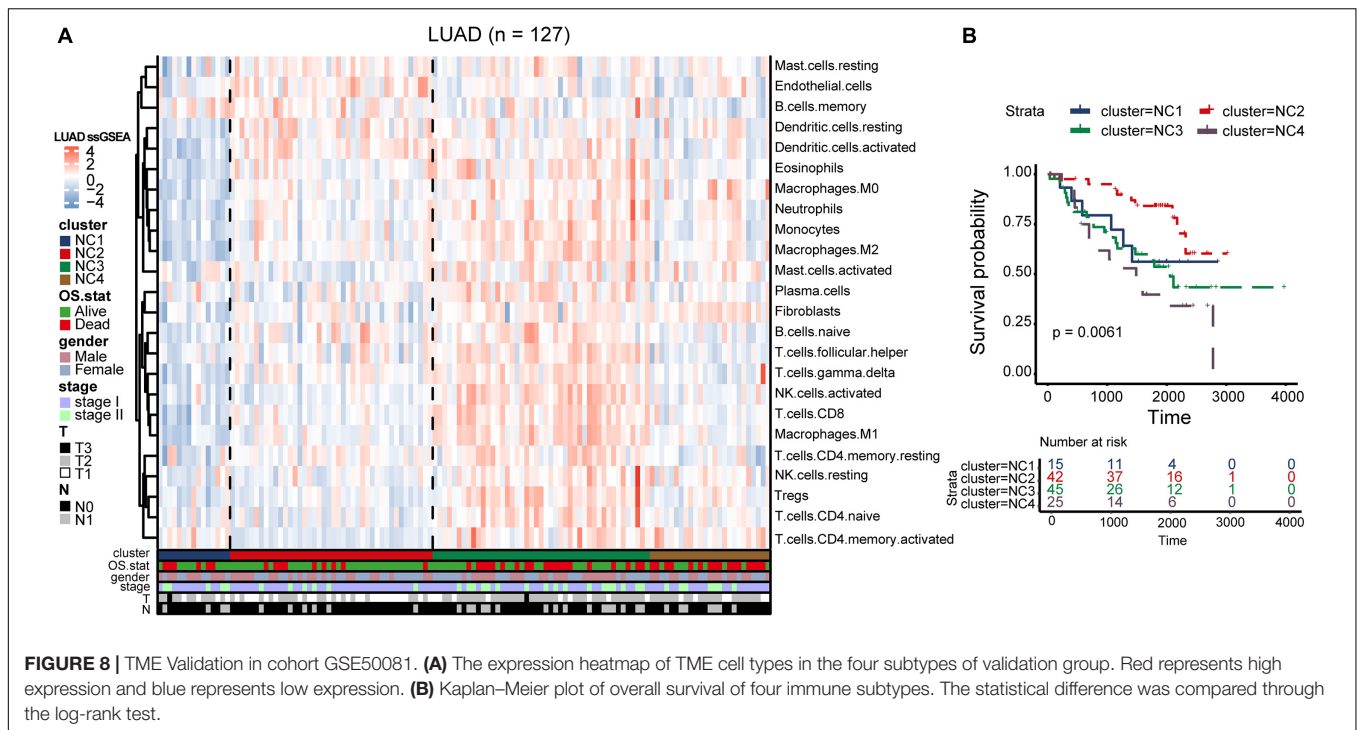 A
LUAD (n = 127)
LUAD ssGSEA
4
2
0
−2
−4
cluster
NC1
NC2
NC3
NC4
OS.stat
Alive
Dead
gender
Male
Female
stage
stage I
stage II
T
T3
T2
T1
N
N0
N1
Mast.cells.resting
Endothelial.cells
B.cells.memory
Dendritic.cells.resting
Dendritic.cells.activated
Eosinophils
Macrophages.M0
Neutrophils
Monocytes
Macrophages.M2
Mast.cells.activated
Plasma.cells
Fibroblasts
B.cells.naive
T.cells.follicular.helper
T.cells.gamma.delta
NK.cells.activated
T.cells.CD8
Macrophages.M1
T.cells.CD4.memory.resting
NK.cells.resting
Tregs
T.cells.CD4.naive
T.cells.CD4.memory.activated
cluster
OS.stat
gender
stage
T
N
B
Strata
cluster=NC1
cluster=NC2
cluster=NC3
cluster=NC4
Survival probability
1.00
0.75
0.50
0.25
0.00
p = 0.0061
0 1000 2000 3000 4000
Time
Number at risk
Strata
cluster=NC1 15 11 4 0 0
cluster=NC2 42 37 16 1 0
cluster=NC3 45 26 12 1 0
cluster=NC4 25 14 6 0 0
0 1000 2000 3000 4000
Time
FIGURE 8 | TME Validation in cohort GSE50081. (A) The expression heatmap of TME cell types in the four subtypes of validation group. Red represents high
expression and blue represents low expression. (B) Kaplan–Meier plot of overall survival of four immune subtypes. The statistical difference was compared through
the log-rank test.